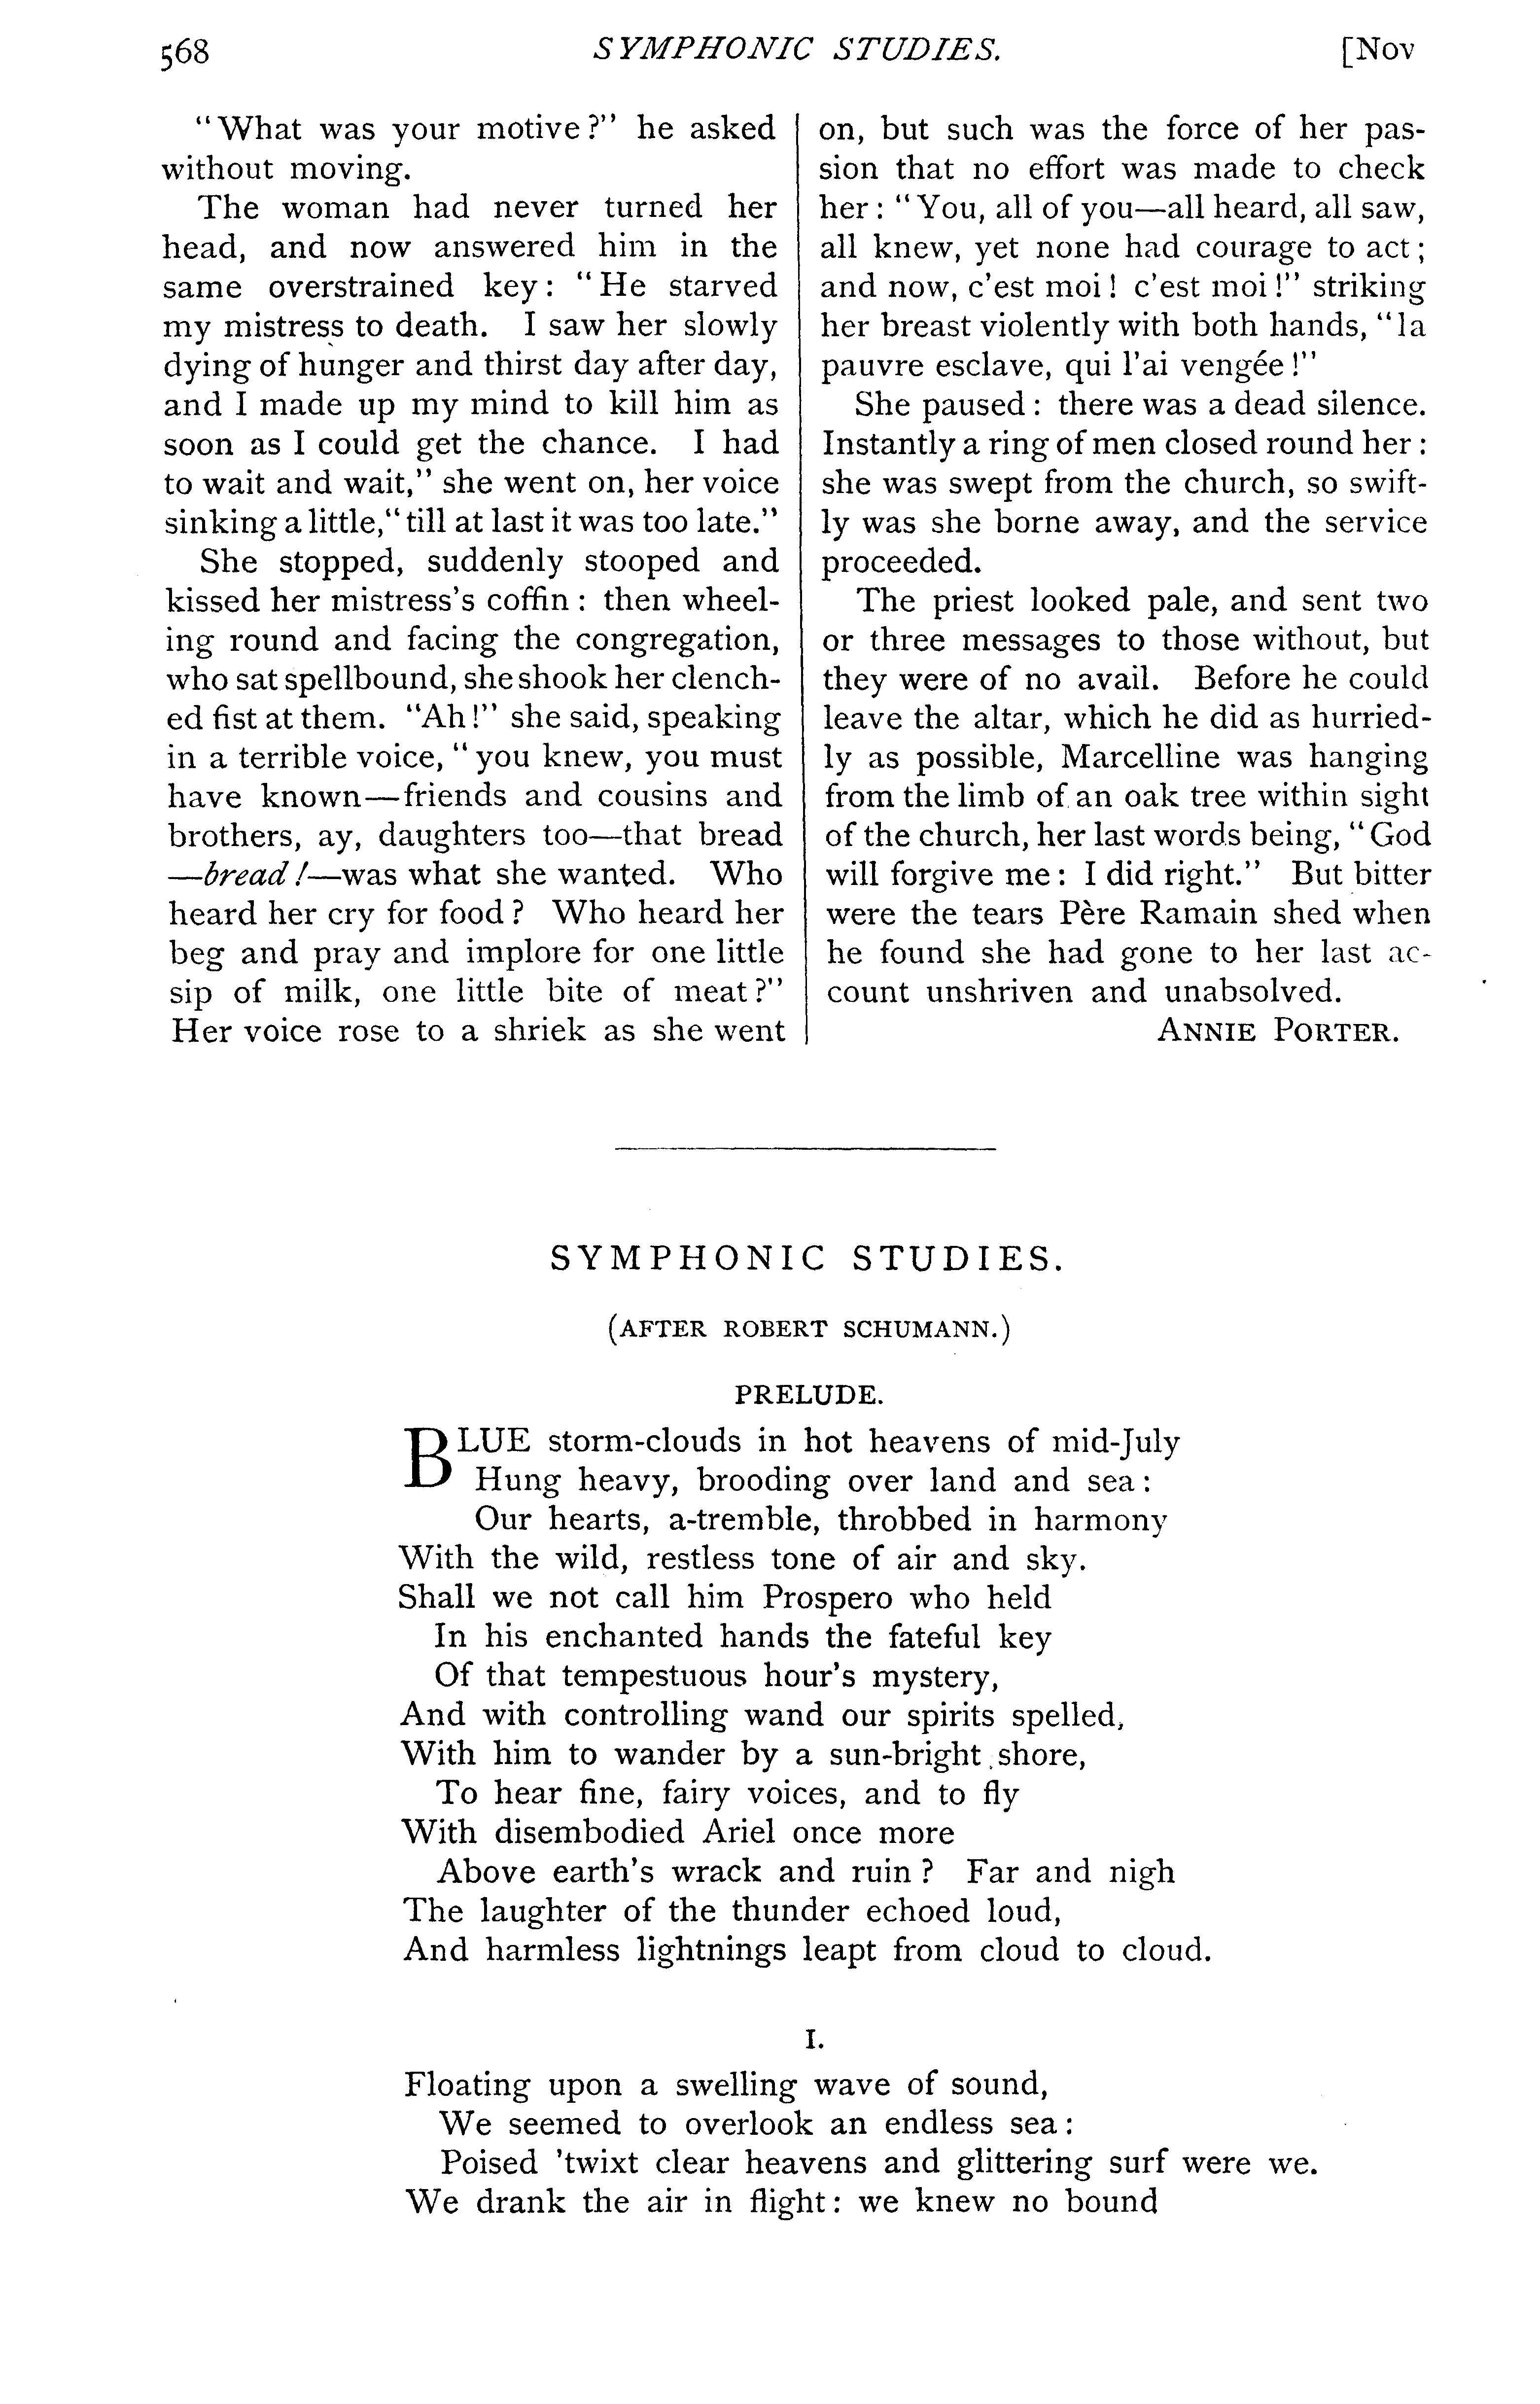 568 SYMPHONIC STUDIES. [Nov
"What was your motive?" he asked
without moving.
The woman had never turned her
head, and now answered him in the
same overstrained key: "He starved
my mistress to death. I saw her slowly
dying of hunger and thirst day after day,
and I made up my mind to kill him as
soon as I could get the chance. I had
to wait and wait," she went on, her voice
sinking a little, "till at last it was too late."
She stopped, suddenly stooped and
kissed her mistress's coffin: then wheel-
ing round and facing the congregation,
who sat spellbound, she shook her clench-
ed fist at them. "Ah!" she said, speaking
in a terrible voice, "you knew, you must
have known—friends and cousins and
brothers, ay, daughters too—that bread
—bread!—was what she wanted. Who
heard her cry for food? Who heard her
beg and pray and implore for one little
sip of milk, one little bite of meat?"
Her voice rose to a shriek as she went
on, but such was the force of her pas-
sion that no effort was made to check
her: "You, all of you—all heard, all saw,
all knew, yet none had courage to act;
and now, c'est moi! c'est moi!" striking
her breast violently with both hands, "la
pauvre esclave, qui l'ai vengée!"
She paused: there was a dead silence.
Instantly a ring of men closed round her:
she was swept from the church, so swift-
ly was she borne away, and the service
proceeded.
The priest looked pale, and sent two
or three messages to those without, but
they were of no avail. Before he could
leave the altar, which he did as hurried-
ly as possible, Marcelline was hanging
from the limb of an oak tree within sight
of the church, her last words being, "God
will forgive me: I did right." But bitter
were the tears Père Ramain shed when
he found she had gone to her last ac-
count unshriven and unabsolved.
ANNIE PORTER.
SYMPHONIC STUDIES.
(AFTER ROBERT SCHUMANN.)
PRELUDE.
BLUE storm-clouds in hot heavens of mid-July
Hung heavy, brooding over land and sea:
Our hearts, a-tremble, throbbed in harmony
With the wild, restless tone of air and sky.
Shall we not call him Prospero who held
In his enchanted hands the fateful key
Of that tempestuous hour's mystery,
And with controlling wand our spirits spelled,
With him to wander by a sun-bright shore,
To hear fine, fairy voices, and to fly
With disembodied Ariel once more
Above earth's wrack and ruin? Far and nigh
The laughter of the thunder echoed loud,
And harmless lightnings leapt from cloud to cloud.
I.
Floating upon a swelling wave of sound,
We seemed to overlook an endless sea:
Poised 'twixt clear heavens and glittering surf were we.
We drank the air in flight: we knew no bound